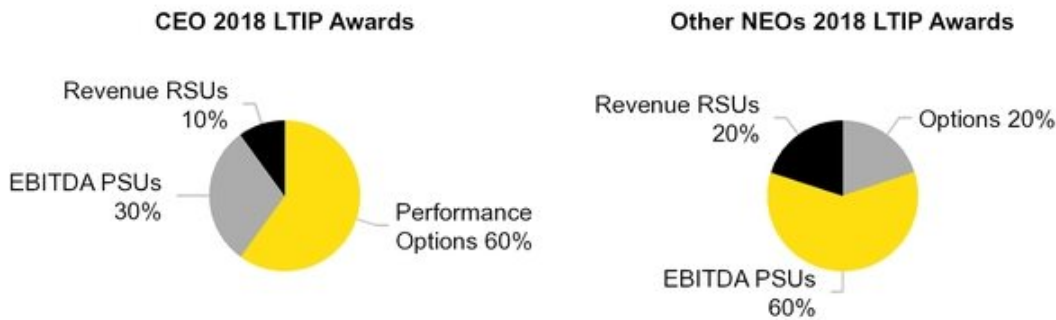 CEO 2018 LTIP Awards
Revenue RSUs
10%
EBITDA PSUs
30%
Performance
Options 60%
Other NEOs 2018 LTIP Awards
Revenue RSUs
20%
Options 20%
EBITDA PSUs
60%